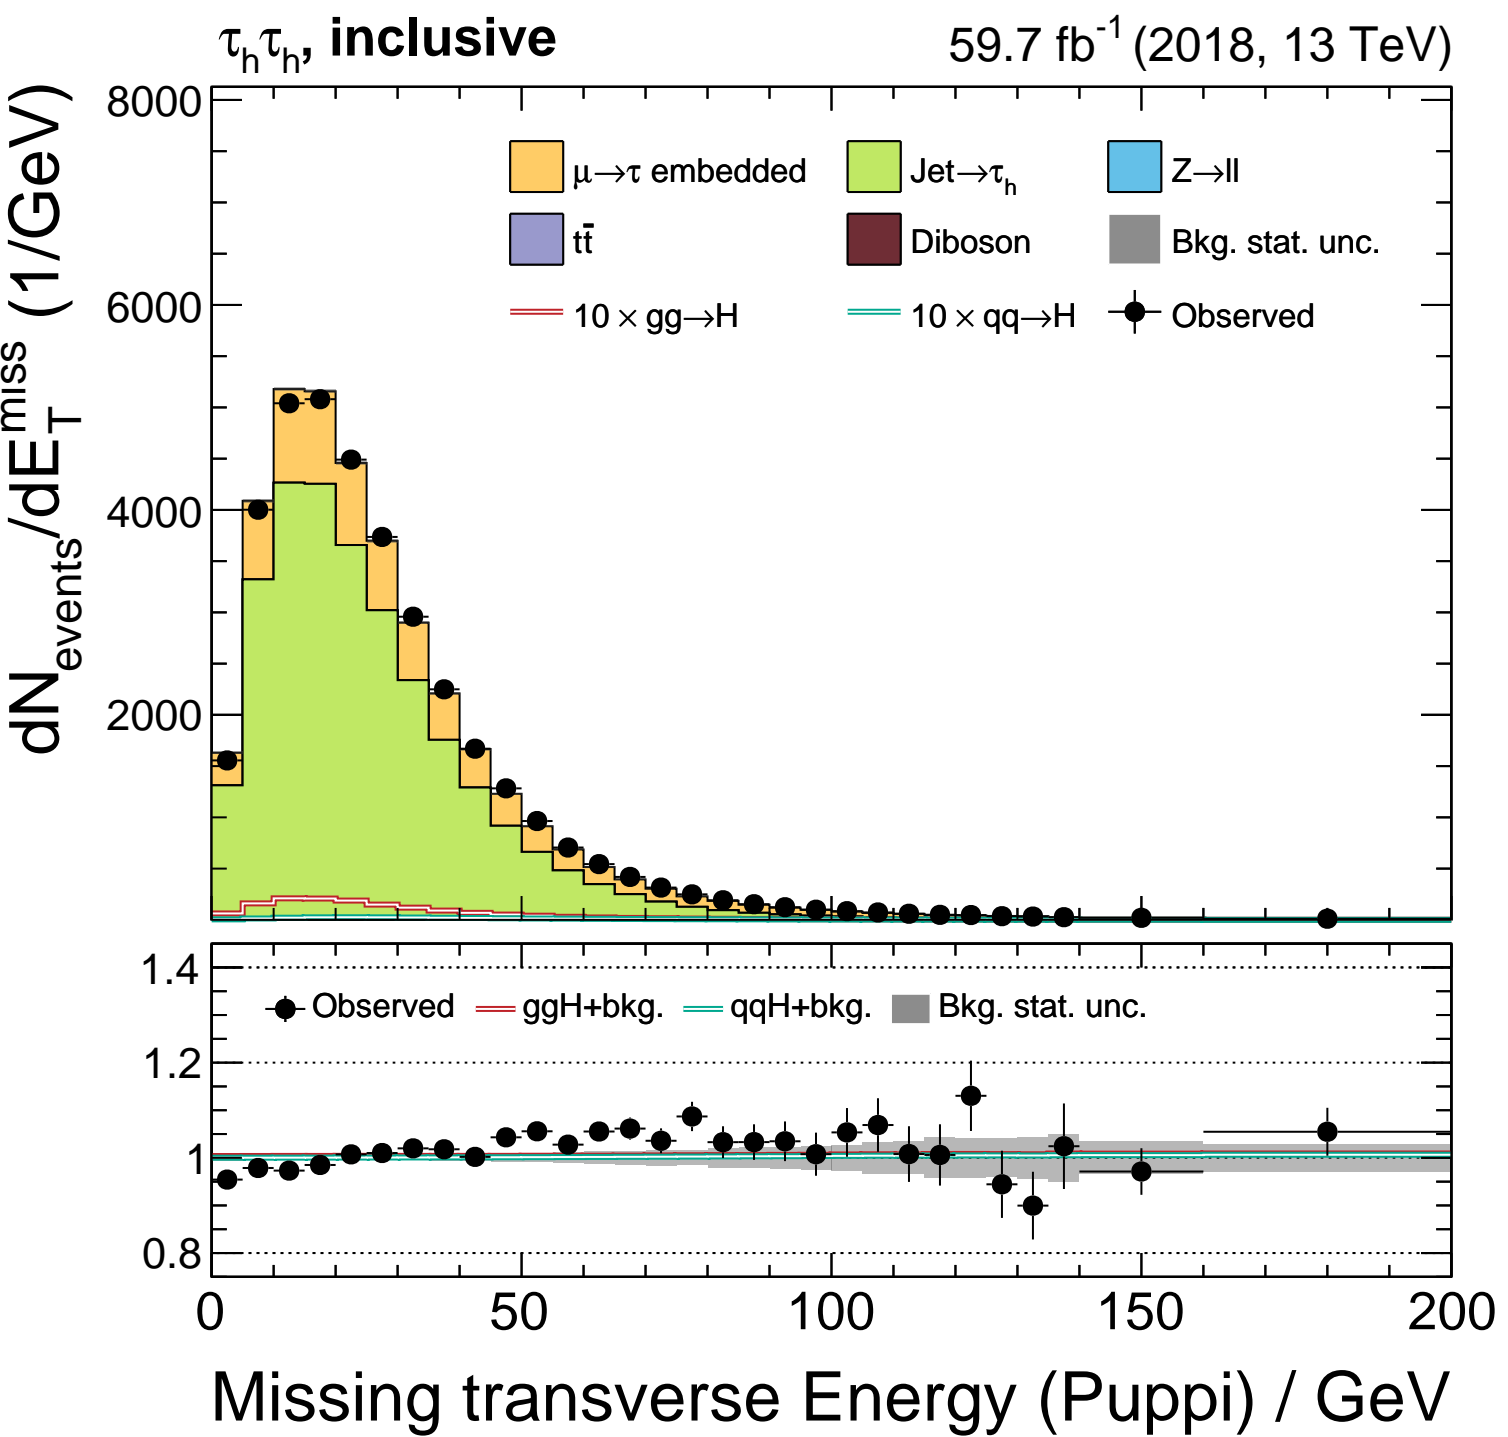 τhτh, inclusive 59.7 fb-1 (2018, 13 TeV)
dNevents/dETmiss (1/GeV)
8000
6000
4000
2000
μ→τ embedded Jet→τh Z→ll
tt̄ Diboson Bkg. stat. unc.
10 × gg→H 10 × qq→H Observed
1.4
1.2
1
0.8
Observed ggH+bkg. qqH+bkg. Bkg. stat. unc.
0 50 100 150 200
Missing transverse Energy (Puppi) / GeV